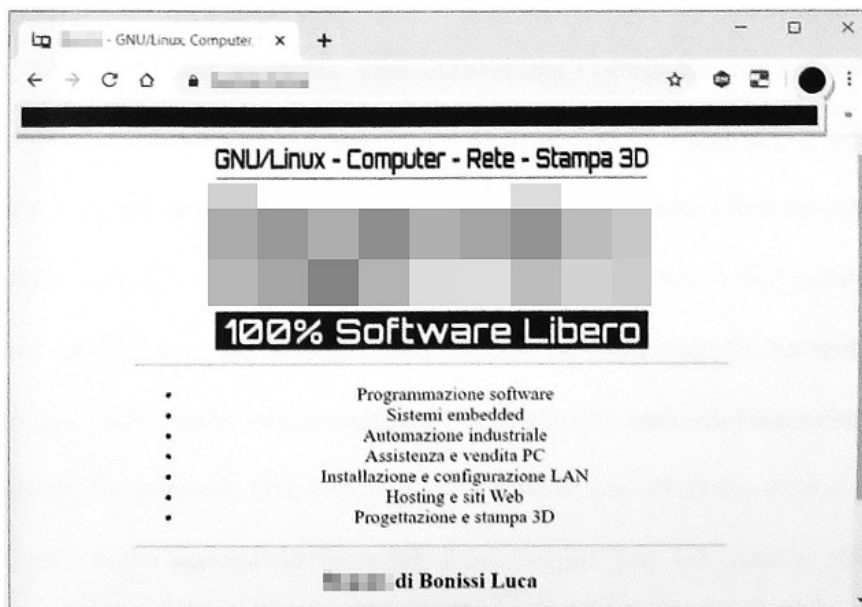 - GNU/Linux, Computer,
GNU/Linux - Computer - Rete - Stampa 3D
100% Software Libero
• Programmazione software
• Sistemi embedded
• Automazione industriale
• Assistenza e vendita PC
• Installazione e configurazione LAN
• Hosting e siti Web
• Progettazione e stampa 3D
di Bonissi Luca